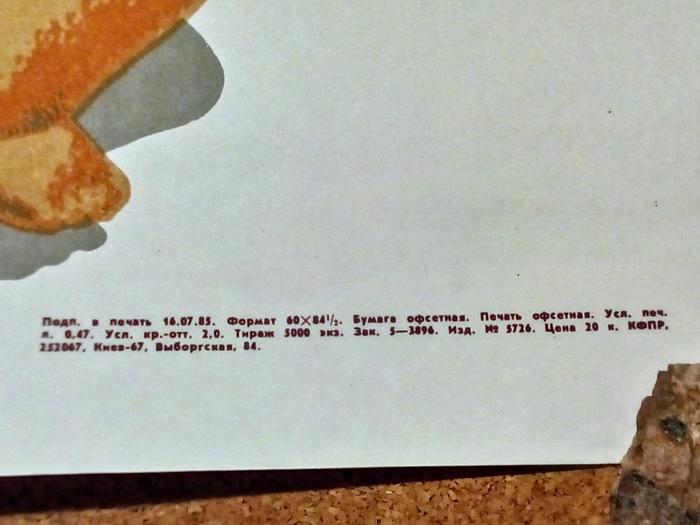 Подп. в печать 16.07.85. Формат 60×84¹/₂. Бумага офсетная. Печать офсетная. Усл. печ.
л. 0,47. Усл. кр.-отт. 2,0. Тираж 5000 экз. Зак. 5—3896. Изд. № 5726. Цена 20 к. КФПР,
252067, Киев-67, Выборгская, 84.